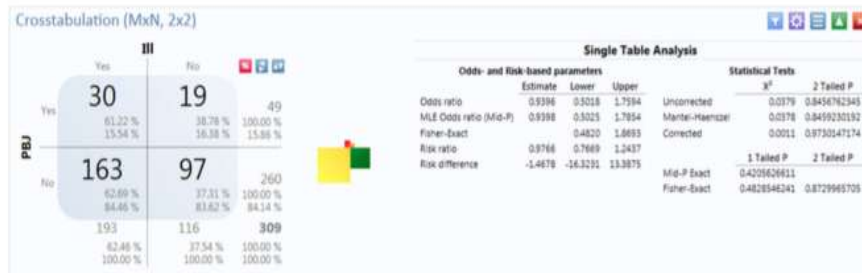 Crosstabulation (MxN, 2x2)
Ill
Yes No
PBJ
Yes 30 19 49
61.22 % 38.78 % 100.00 %
15.54 % 16.38 % 15.86 %
No 163 97 260
62.69 % 37.31 % 100.00 %
84.46 % 83.62 % 84.14 %
193 116 309
62.46 % 37.54 % 100.00 %
100.00 % 100.00 % 100.00 %
Single Table Analysis
Odds- and Risk-based parameters
Estimate Lower Upper
Odds ratio 0.9396 0.5018 1.7594
MLE Odds ratio (Mid-P) 0.9398 0.5025 1.7854
Fisher-Exact 0.4820 1.8693
Risk ratio 0.9766 0.7669 1.2437
Risk difference -1.4678 -16.3231 13.3875
Statistical Tests
X² 2 Tailed P
Uncorrected 0.0379 0.8456762345
Mantel-Haenszel 0.0378 0.8459230192
Corrected 0.0011 0.9730147174
1 Tailed P 2 Tailed P
Mid-P Exact 0.4205626611
Fisher-Exact 0.4828546241 0.8729965705